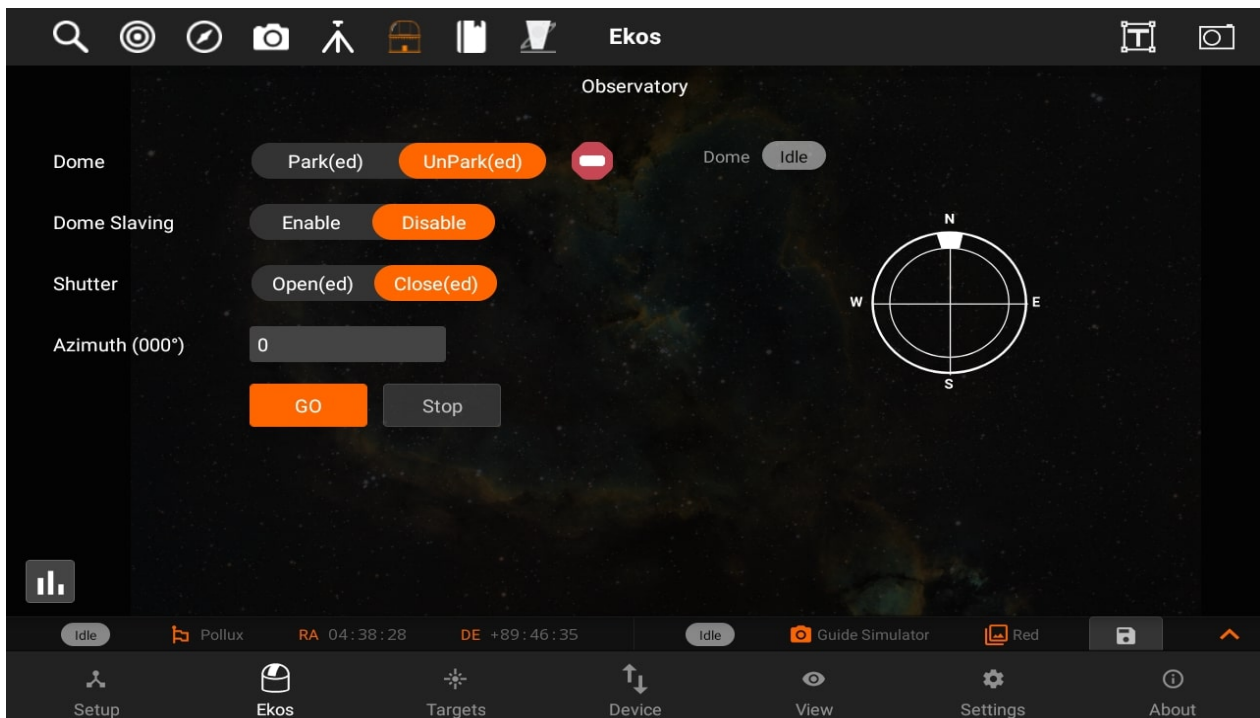 Ekos
T
Observatory
Dome Park(ed) UnPark(ed) Dome Idle
Dome Slaving Enable Disable
Shutter Open(ed) Close(ed)
Azimuth (000°) 0
GO Stop
N
W E
S
Idle Pollux RA 04:38:28 DE +89:46:35 Idle Guide Simulator Red
Setup Ekos Targets Device View Settings About